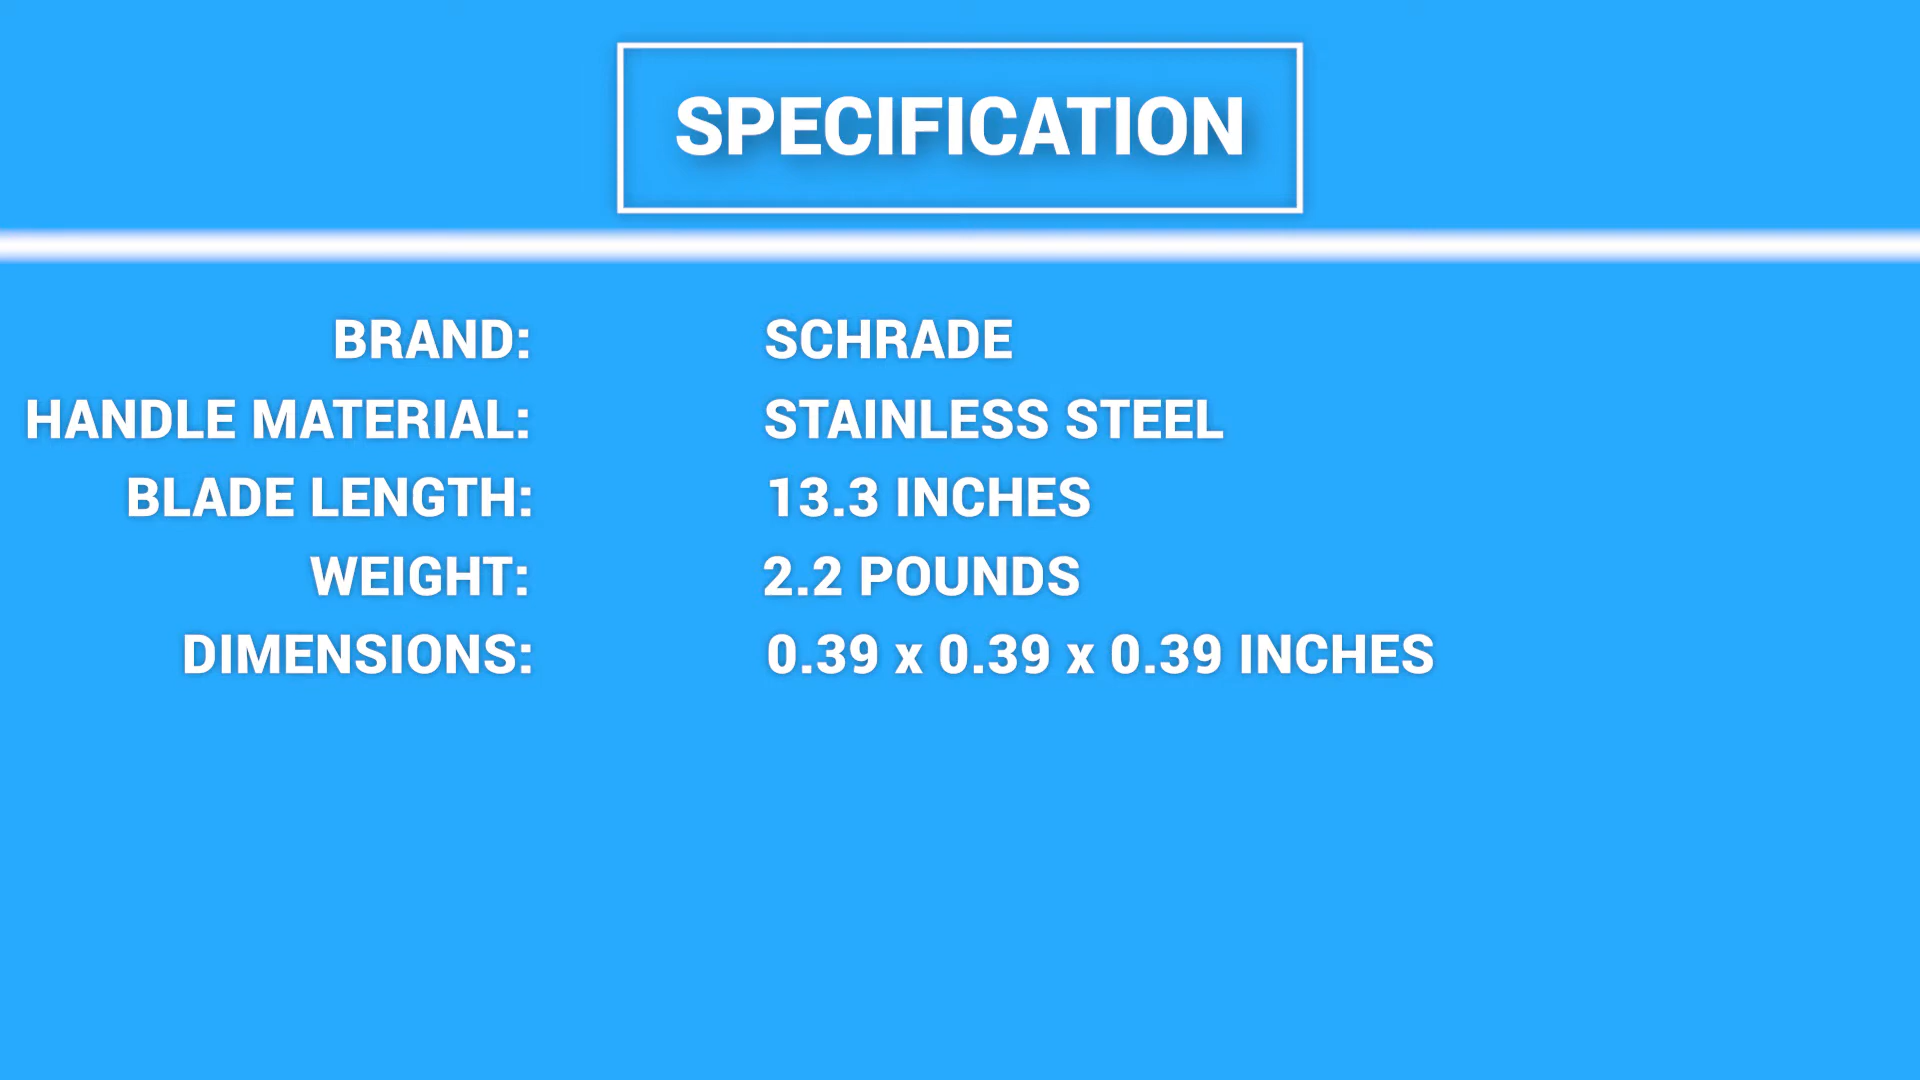 SPECIFICATION
BRAND: SCHRADE
HANDLE MATERIAL: STAINLESS STEEL
BLADE LENGTH: 13.3 INCHES
WEIGHT: 2.2 POUNDS
DIMENSIONS: 0.39 x 0.39 x 0.39 INCHES